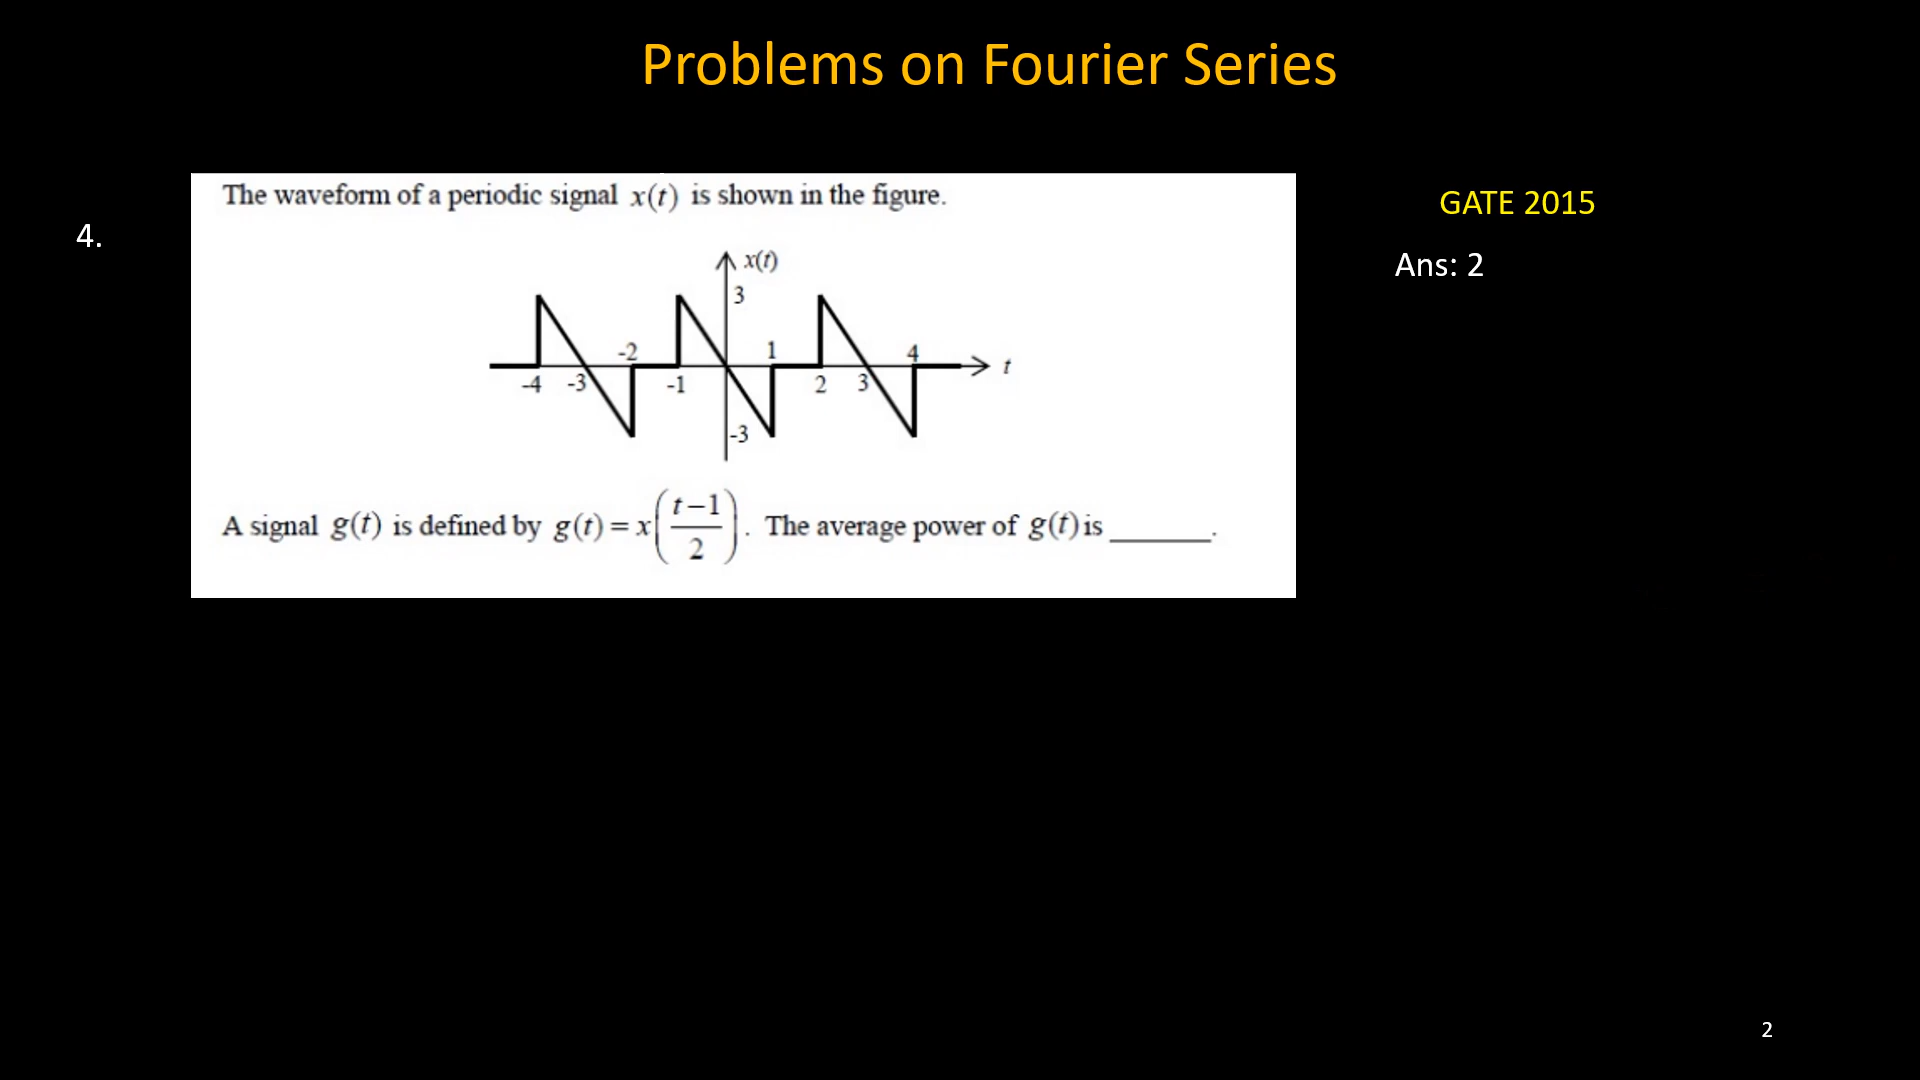 Problems on Fourier Series
4.
The waveform of a periodic signal x(t) is shown in the figure.
x(t)
3
-2
1
4
t
-4 -3
-1
2
3
-3
A signal g(t) is defined by g(t) = x((t-1)/2). The average power of g(t) is ______.
GATE 2015
Ans: 2
2